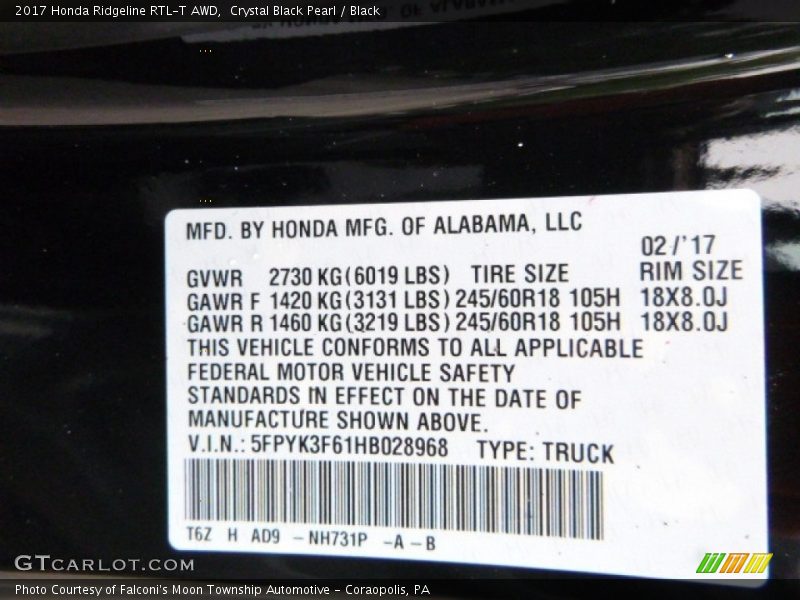 2017 Honda Ridgeline RTL-T AWD,  Crystal Black Pearl / Black
MFD. BY HONDA MFG. OF ALABAMA, LLC
02/'17
GVWR 2730 KG(6019 LBS) TIRE SIZE RIM SIZE
GAWR F 1420 KG(3131 LBS) 245/60R18 105H 18X8.0J
GAWR R 1460 KG(3219 LBS) 245/60R18 105H 18X8.0J
THIS VEHICLE CONFORMS TO ALL APPLICABLE
FEDERAL MOTOR VEHICLE SAFETY
STANDARDS IN EFFECT ON THE DATE OF
MANUFACTURE SHOWN ABOVE.
V.I.N.: 5FPYK3F61HB028968 TYPE: TRUCK
T6Z H AD9 -NH731P -A -B
GTCARLOT.COM
Photo Courtesy of Falconi's Moon Township Automotive - Coraopolis, PA